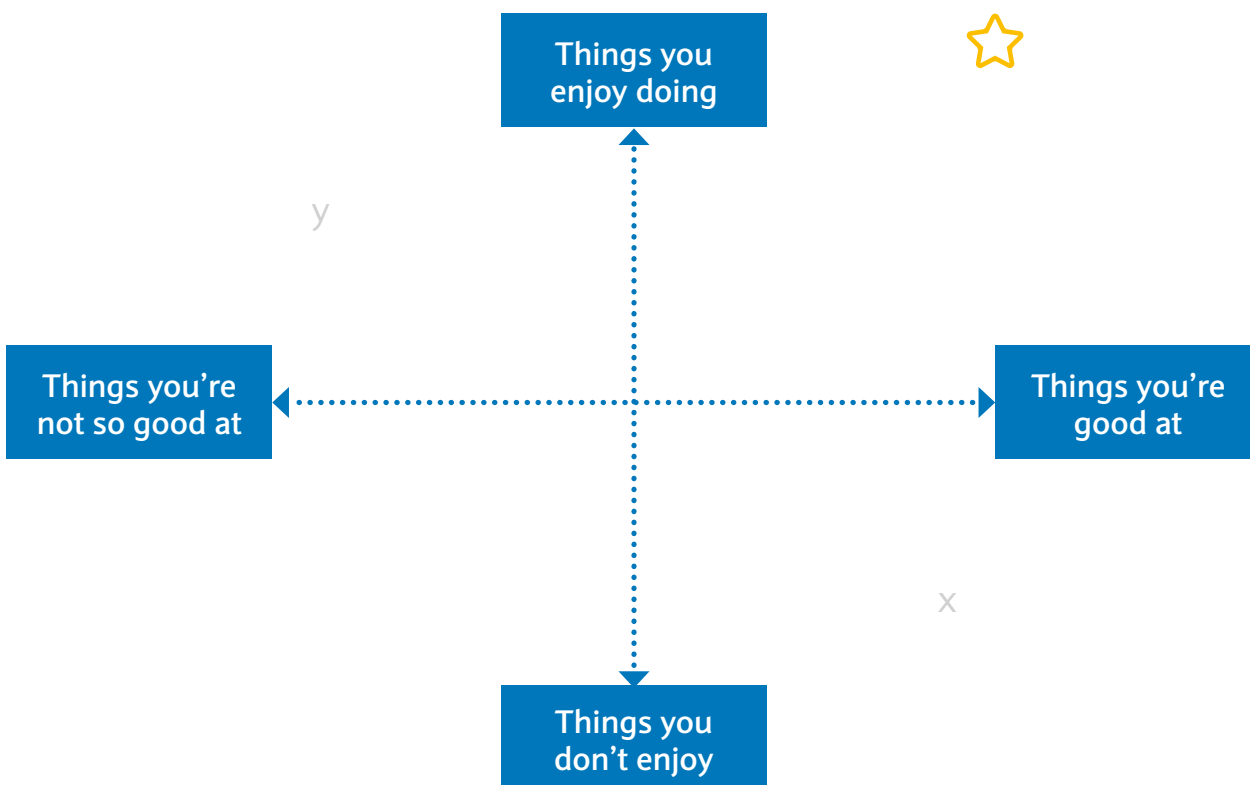 Things you
enjoy doing
y
Things you’re
not so good at
Things you’re
good at
x
Things you
don’t enjoy